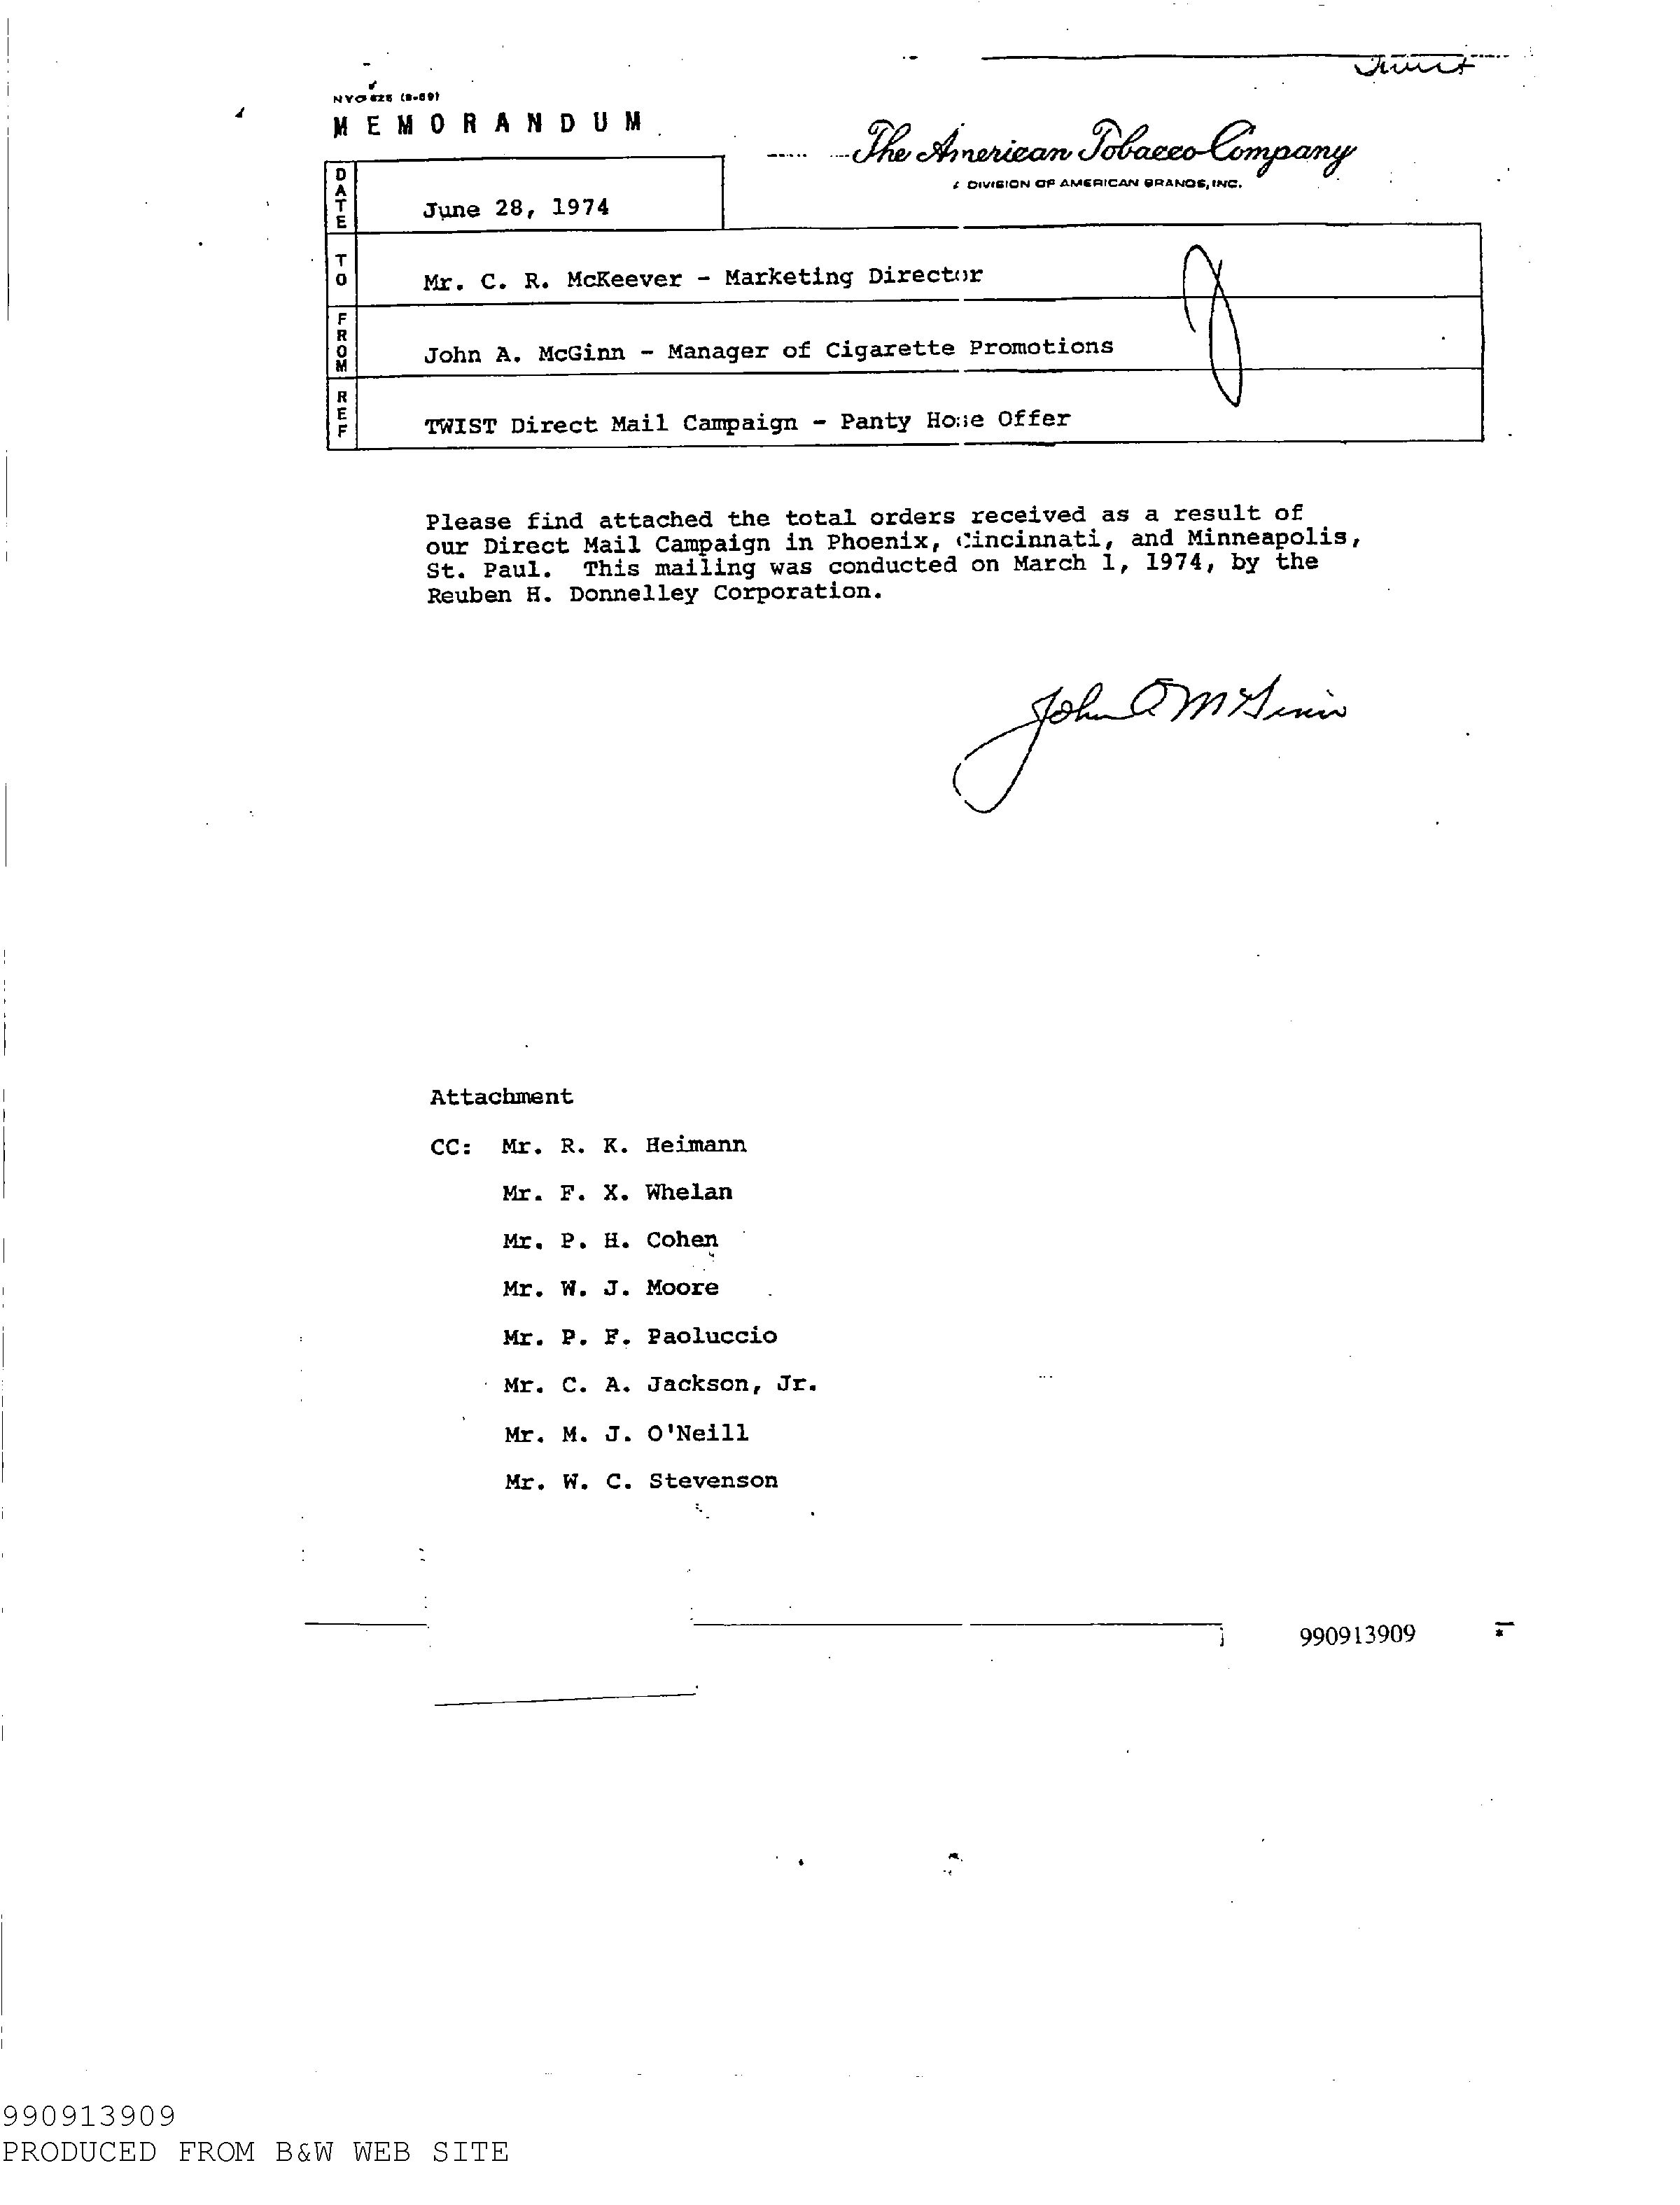 Twist
NYO 625 (8-69)
MEMORANDUM
The American Tobacco Company
A DIVISION OF AMERICAN BRANDS, INC.
DATE
June 28, 1974
TO
Mr. C. R. McKeever - Marketing Director
FROM
John A. McGinn - Manager of Cigarette Promotions
REF
TWIST Direct Mail Campaign - Panty Hose Offer
Please find attached the total orders received as a result of
our Direct Mail Campaign in Phoenix, Cincinnati, and Minneapolis,
St. Paul. This mailing was conducted on March 1, 1974, by the
Reuben H. Donnelley Corporation.
John A McGinn
Attachment
CC: Mr. R. K. Heimann
Mr. F. X. Whelan
Mr. P. H. Cohen
Mr. W. J. Moore
Mr. P. F. Paoluccio
Mr. C. A. Jackson, Jr.
Mr. M. J. O'Neill
Mr. W. C. Stevenson
990913909
990913909
PRODUCED FROM B&W WEB SITE